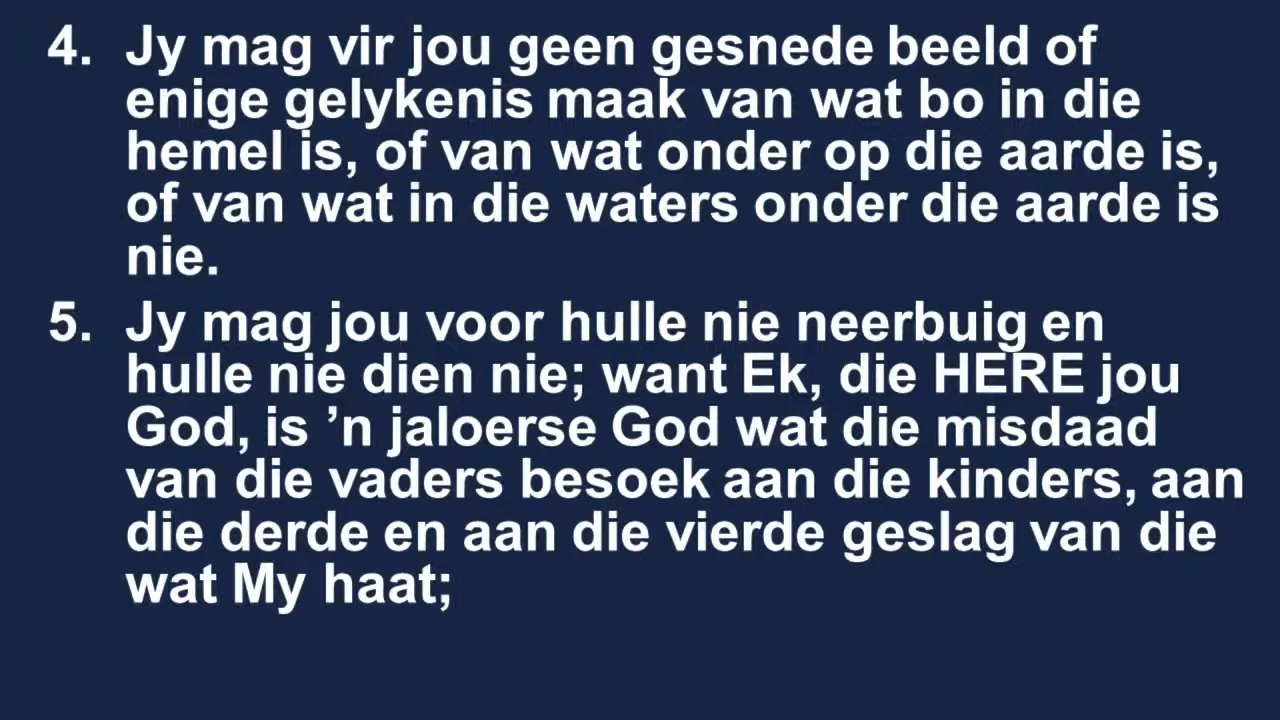 4. Jy mag vir jou geen gesnede beeld of
enige gelykenis maak van wat bo in die
hemel is, of van wat onder op die aarde is,
of van wat in die waters onder die aarde is
nie.
5. Jy mag jou voor hulle nie neerbuig en
hulle nie dien nie; want Ek, die HERE jou
God, is ’n jaloerse God wat die misdaad
van die vaders besoek aan die kinders, aan
die derde en aan die vierde geslag van die
wat My haat;